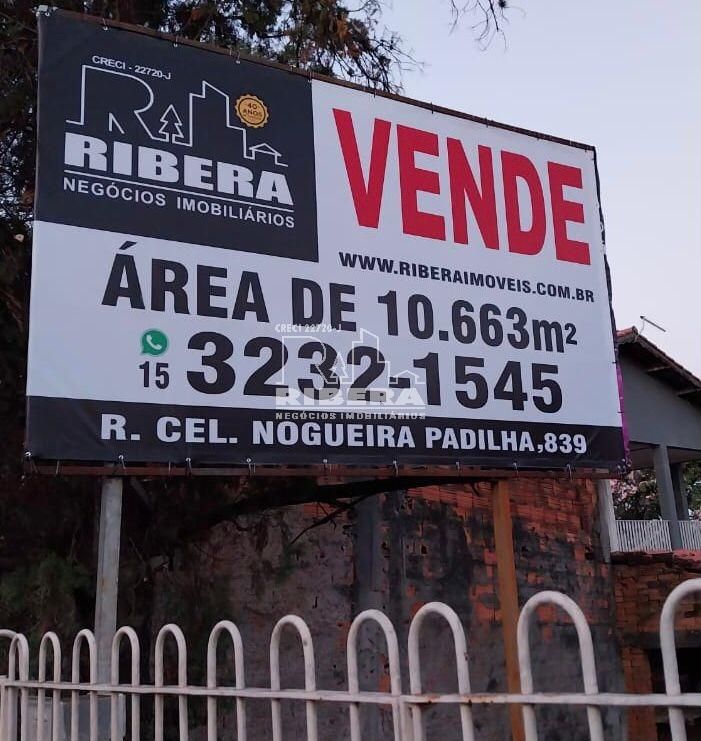 CRECI - 22720-J
40 ANOS
RIBERA
NEGÓCIOS IMOBILIÁRIOS
VENDE
WWW.RIBERAIMOVEIS.COM.BR
ÁREA DE 10.663m²
15 3232-1545
R. CEL. NOGUEIRA PADILHA,839
CRECI 22720-J
RIBERA
NEGÓCIOS IMOBILIÁRIOS